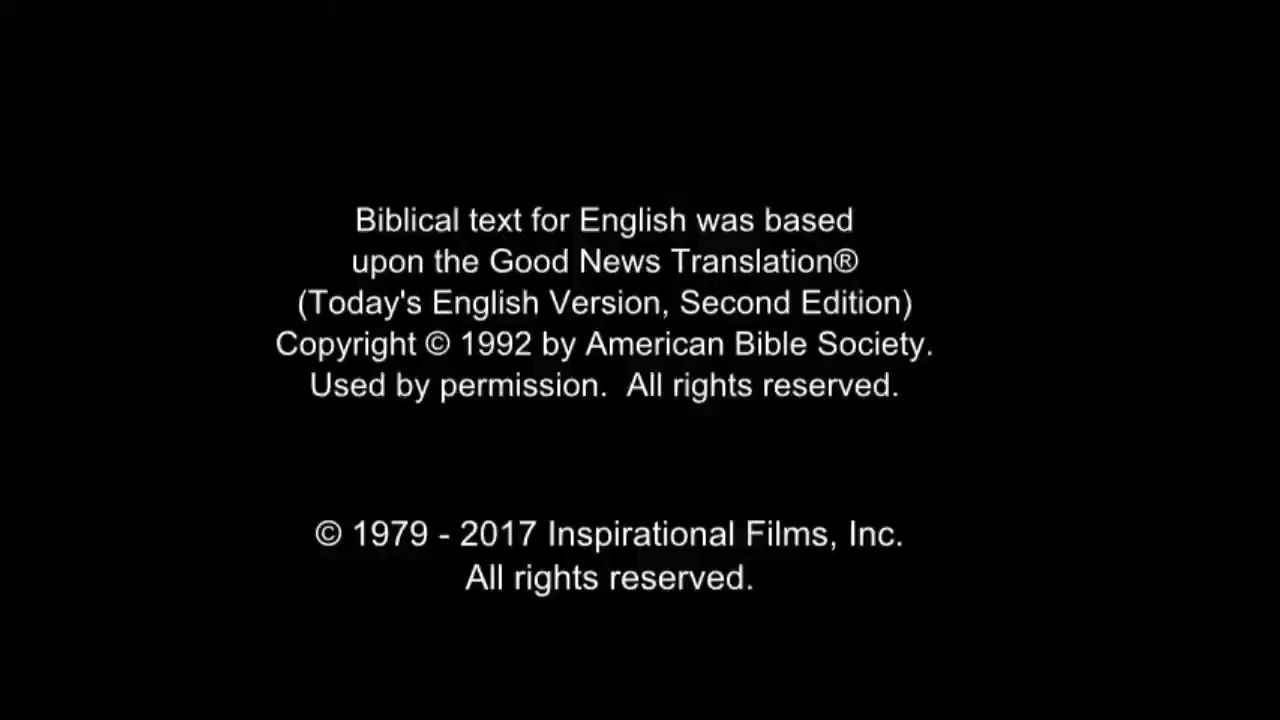 Biblical text for English was based
upon the Good News Translation®
(Today's English Version, Second Edition)
Copyright © 1992 by American Bible Society.
Used by permission.  All rights reserved.
© 1979 - 2017 Inspirational Films, Inc.
All rights reserved.